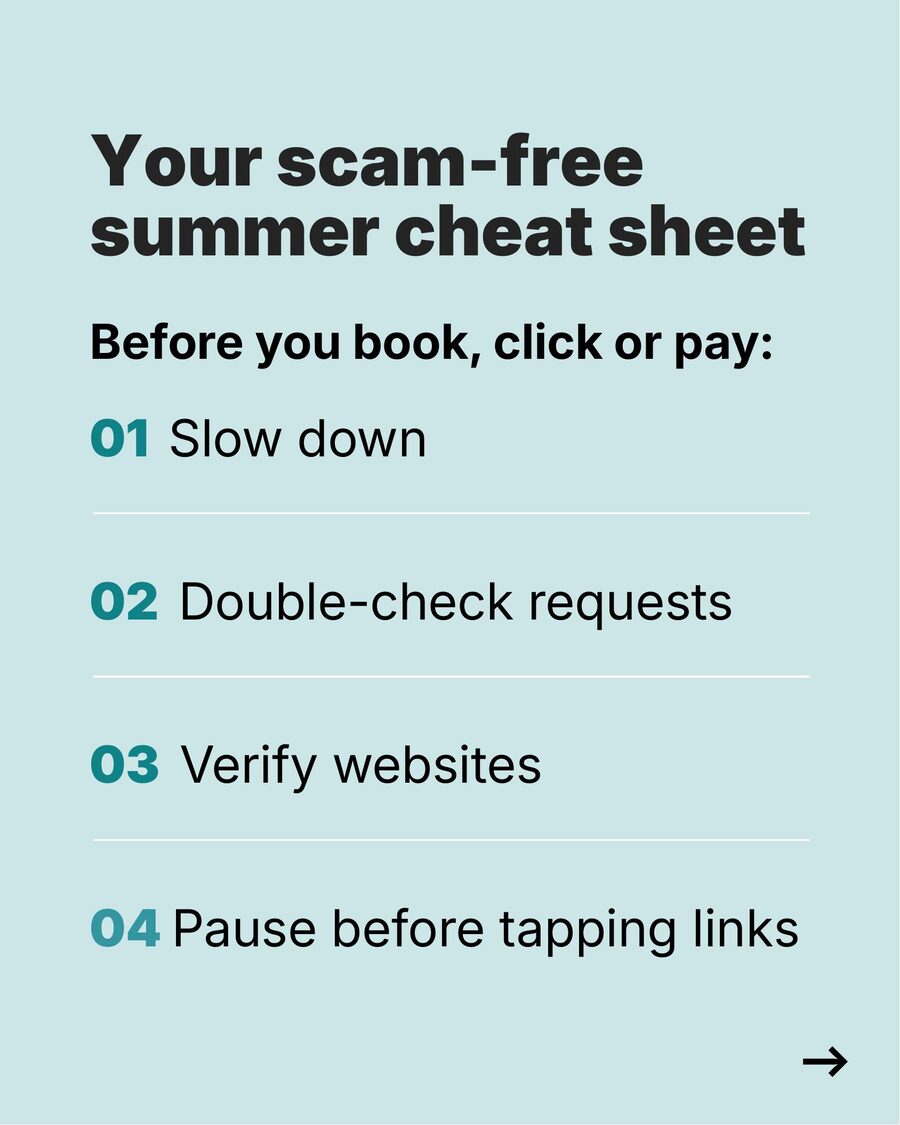 Your scam-free
summer cheat sheet
Before you book, click or pay:
01 Slow down
02 Double-check requests
03 Verify websites
04 Pause before tapping links
→